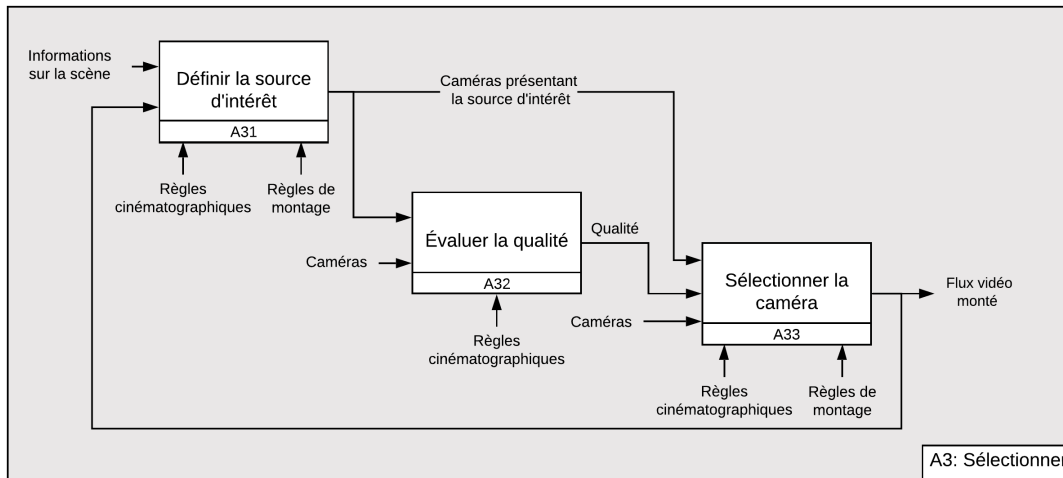 Informations
sur la scène
Définir la source
d'intérêt
A31
Règles
cinématographiques
Règles de
montage
Caméras présentant
la source d'intérêt
Évaluer la qualité
A32
Caméras
Règles
cinématographiques
Qualité
Sélectionner la
caméra
A33
Caméras
Règles
cinématographiques
Règles de
montage
Flux vidéo
monté
A3: Sélectionner